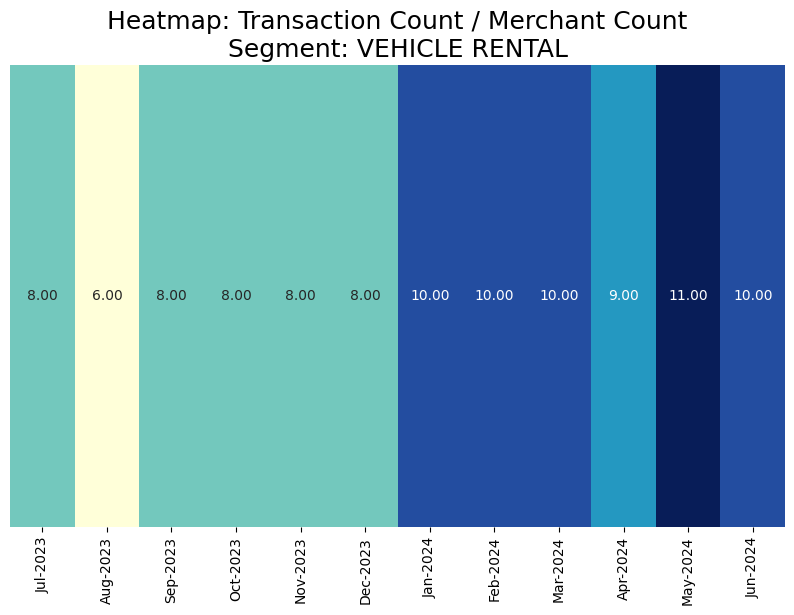 Heatmap: Transaction Count / Merchant Count
Segment: VEHICLE RENTAL
8.00 6.00 8.00 8.00 8.00 8.00 10.00 10.00 10.00 9.00 11.00 10.00
Jul-2023 Aug-2023 Sep-2023 Oct-2023 Nov-2023 Dec-2023 Jan-2024 Feb-2024 Mar-2024 Apr-2024 May-2024 Jun-2024